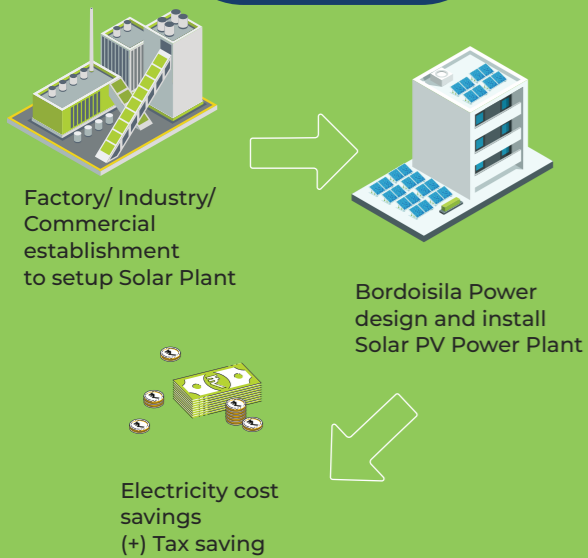 Factory/ Industry/
Commercial
establishment
to setup Solar Plant
Bordoisila Power
design and install
Solar PV Power Plant
Electricity cost
savings
(+) Tax saving